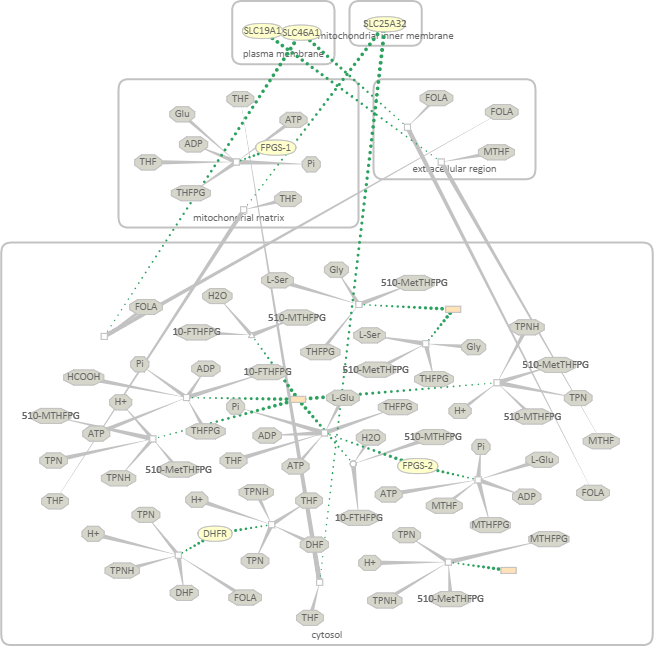 SLC19A1
SLC46A1
SLC25A32
mitochondrial inner membrane
plasma membrane
THF
FOLA
FOLA
Glu
ATP
ADP
FPGS-1
MTHF
THF
Pi
extracellular region
THFPG
THF
mitochondrial matrix
Gly
L-Ser
510-MetTHFPG
H2O
FOLA
510-MTHFPG
TPNH
10-FTHFPG
L-Ser
Gly
THFPG
Pi
ADP
10-FTHFPG
510-MetTHFPG
510-MetTHFPG
HCOOH
THFPG
H+
L-Glu
TPN
510-MTHFPG
Pi
THFPG
H+
510-MTHFPG
ATP
THFPG
ADP
H2O
510-MTHFPG
MTHF
TPN
510-MetTHFPG
THF
ATP
FPGS-2
Pi
L-Glu
TPNH
THF
H+
TPNH
THF
ATP
MTHF
ADP
FOLA
TPN
10-FTHFPG
MTHFPG
H+
DHFR
DHF
TPN
MTHFPG
TPNH
TPN
H+
DHF
FOLA
TPNH
510-MetTHFPG
THF
cytosol